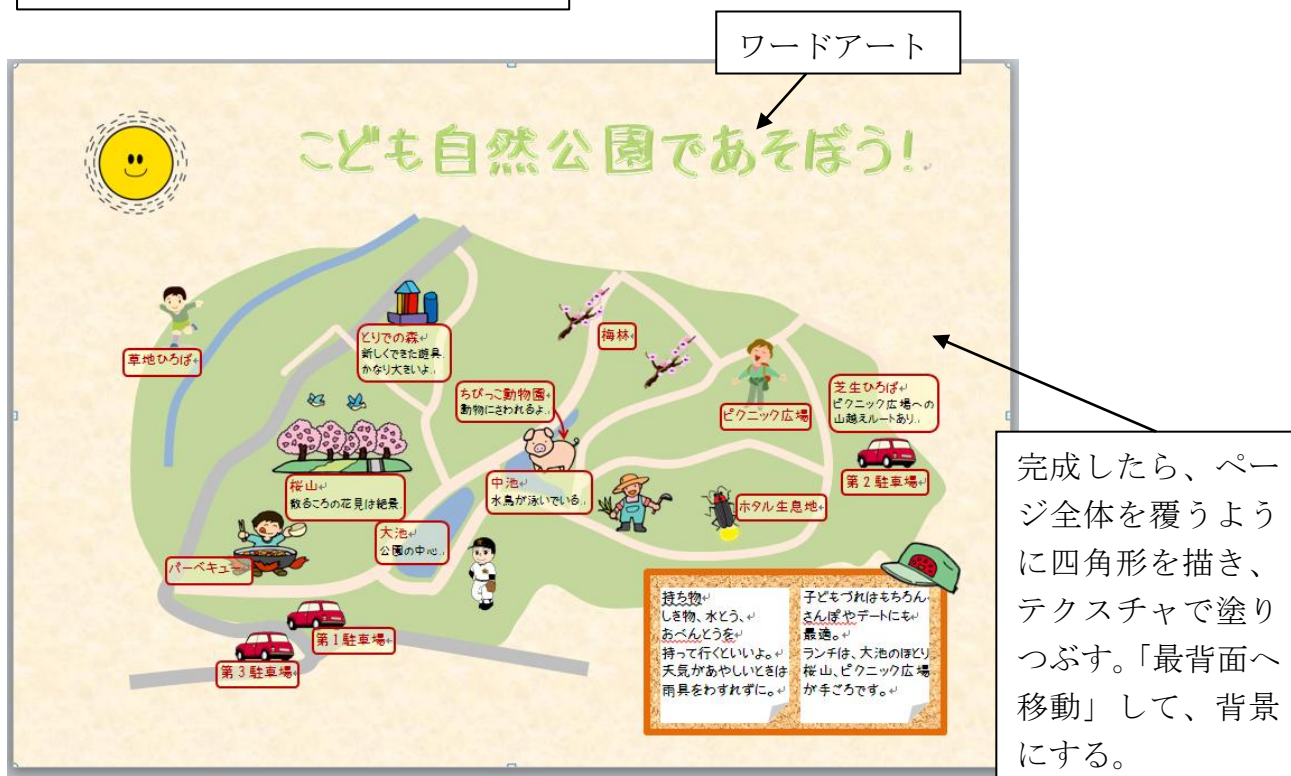 ワードアート
こども自然公園であそぼう!
とりでの森
新しくできた遊具
かなり大きいよ。
梅林
草地ひろば
ちびっこ動物園
動物にさわれるよ。
ピクニック広場
芝生ひろば
ピクニック広場への
山越えルートあり。
第2駐車場
桜山
散るころの花見は絶景
中池
水鳥が泳いでいる。
ホタル生息地
大池
公園の中心。
バーベキュー
第1駐車場
第3駐車場
持ち物
しき物、水とう、
おべんとうを
持って行くといいよ。
天気があやしいときは
雨具をわすれずに。
子どもづれはもちろん
さんぽやデートにも
最適。
ランチは、大池のほとり
桜山、ピクニック広場
が手ごろです。
完成したら、ペー
ジ全体を覆うよう
に四角形を描き、
テクスチャで塗り
つぶす。「最背面へ
移動」して、背景
にする。